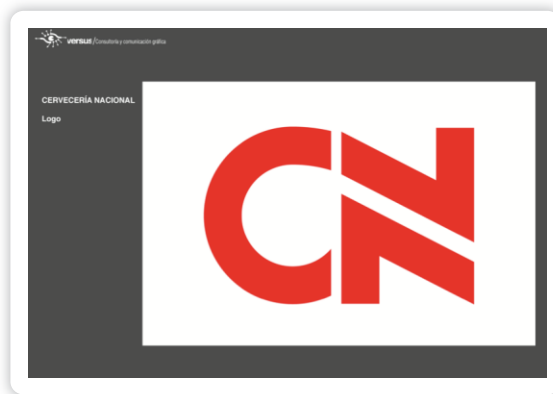 versus/Consultoría y comunicación gráfica
CERVECERÍA NACIONAL
Logo
CN